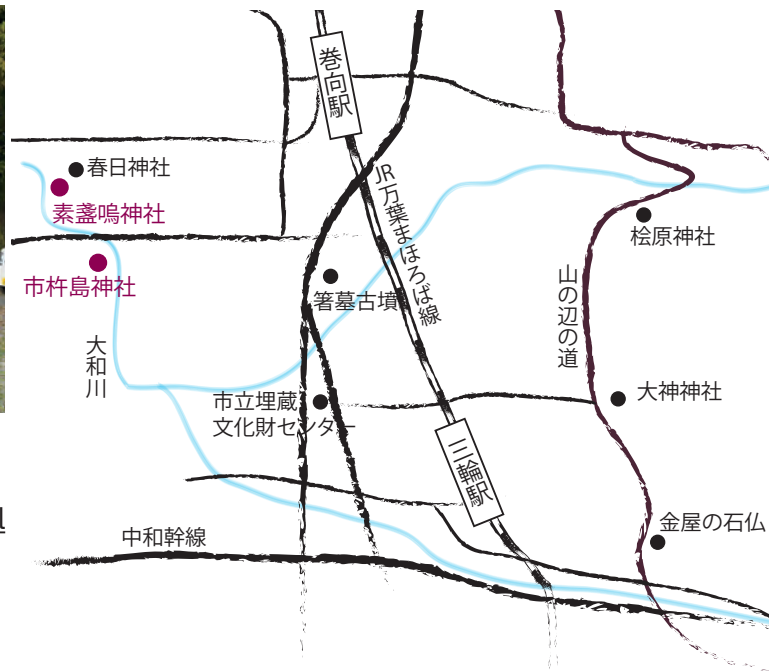 巻向駅
春日神社
素盞嗚神社
JR万葉まほろば線
桧原神社
市杵島神社
箸墓古墳
山の辺の道
大和川
市立埋蔵
文化財センター
大神神社
三輪駅
金屋の石仏
中和幹線